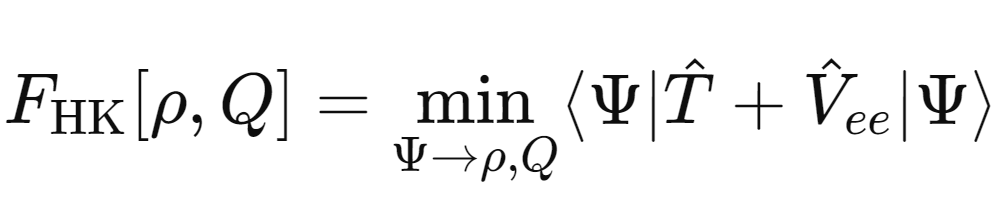 F_HK[ρ, Q] = min_{Ψ→ρ,Q} ⟨Ψ|T̂ + V̂_ee|Ψ⟩